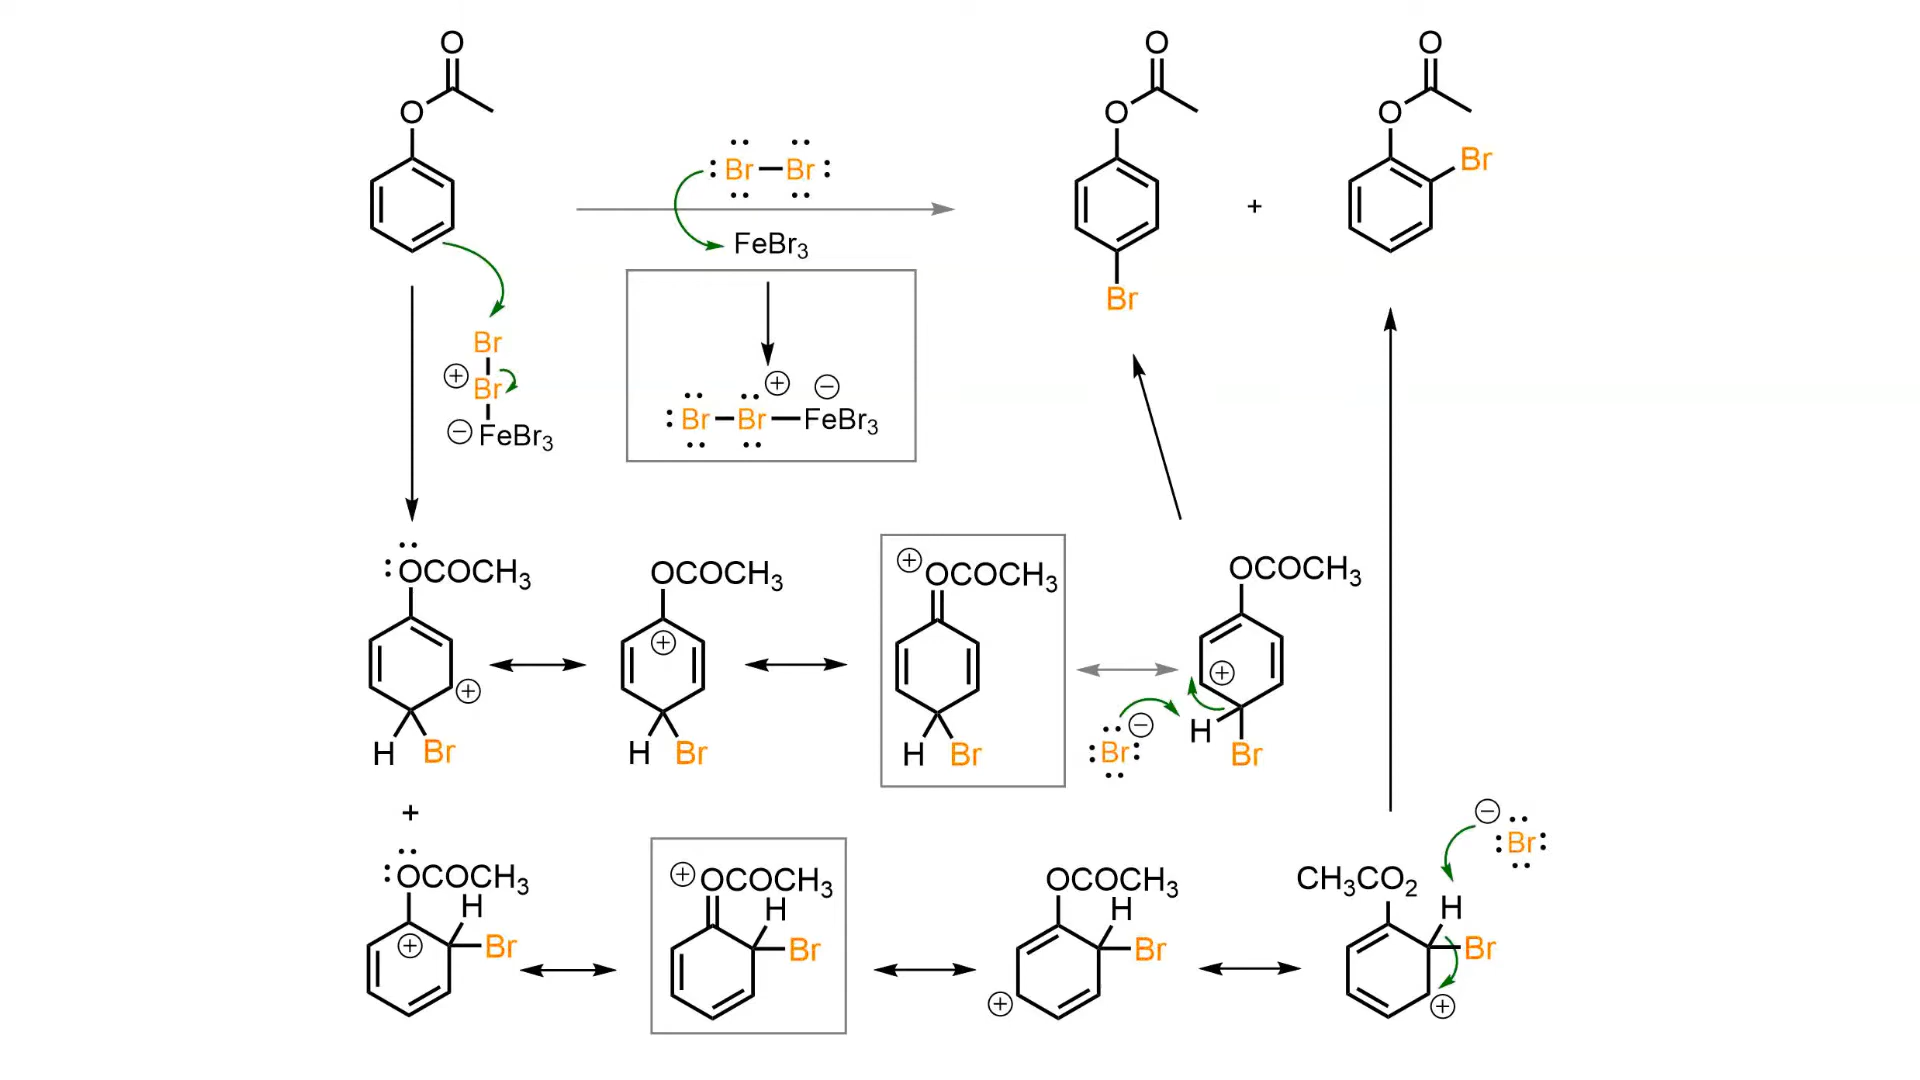 O
O
O
O
O
O
Br
Br–Br
+
FeBr3
Br
Br
⊕
Br
⊖
FeBr3
⊕
⊖
Br–Br–FeBr3
OCOCH3
OCOCH3
⊕
OCOCH3
OCOCH3
⊕
⊕
⊕
H
Br
H
Br
H
Br
Br
⊖
H
Br
+
⊖
Br
OCOCH3
H
⊕
Br
⊕
OCOCH3
H
Br
OCOCH3
H
Br
⊕
CH3CO2
H
Br
⊕